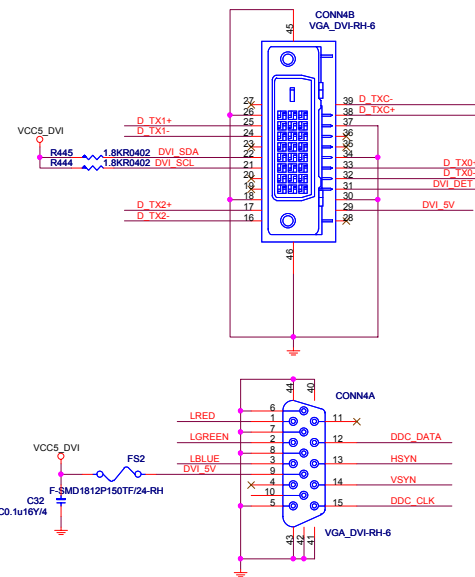 45
CONN4B
VGA_DVI-RH-6
27
39 D_TXC-
26
38 D_TXC+
D_TX1+ 25
37
D_TX1- 24
36
VCC5_DVI
23
35
R445 1.8KR0402 DVI_SDA 22
34
R444 1.8KR0402 DVI_SCL 21
33 D_TX0+
20
32 D_TX0-
19
31 DVI_DET
18
30
D_TX2+ 17
29 DVI_5V
D_TX2- 16
28
46
44
40
CONN4A
6
LRED 1
11
7
LGREEN 2
12 DDC_DATA
8
VCC5_DVI
FS2
LBLUE 3
13 HSYN
DVI_5V 9
4
14 VSYN
F-SMD1812P150TF/24-RH
10
C32
5
15 DDC_CLK
C0.1u16Y/4
VGA_DVI-RH-6
43
42
41